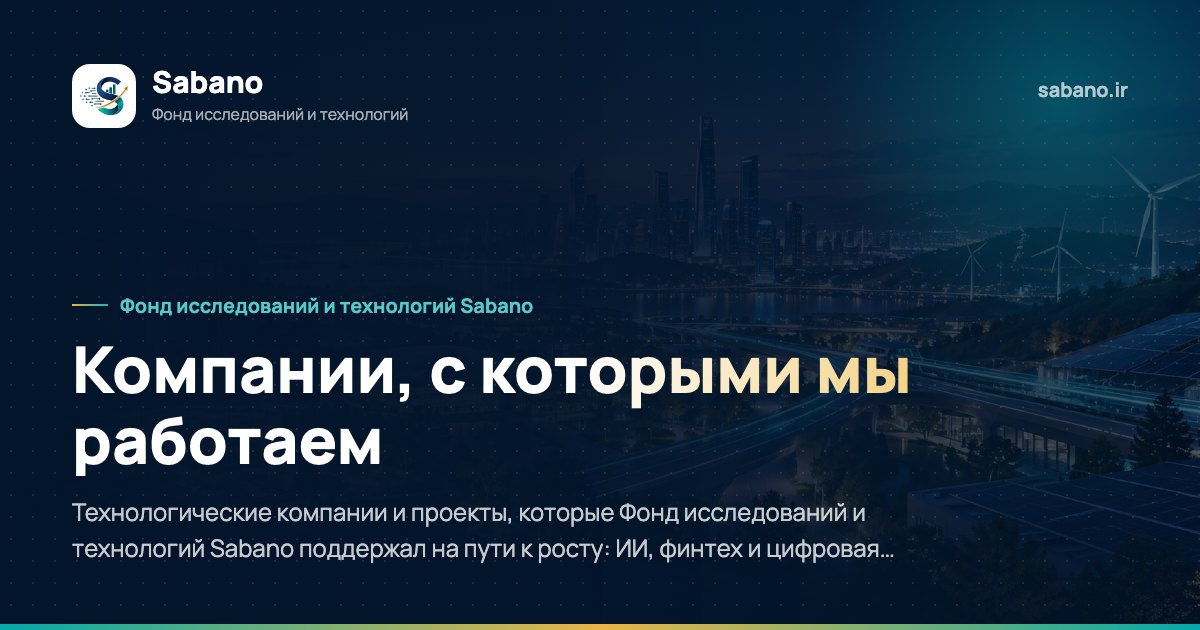 Sabano
Фонд исследований и технологий
sabano.ir
Фонд исследований и технологий Sabano
Компании, с которыми мы
работаем
Технологические компании и проекты, которые Фонд исследований и
технологий Sabano поддержал на пути к росту: ИИ, финтех и цифровая...